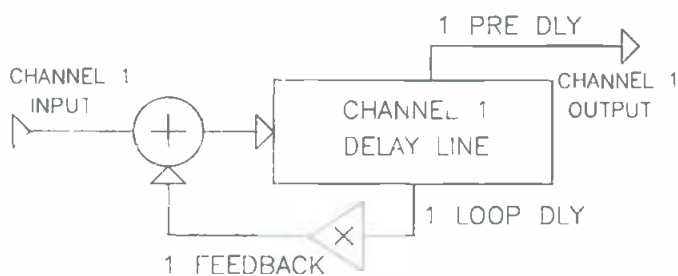 1 PRE DLY
CHANNEL 1
INPUT
CHANNEL 1
OUTPUT
+
CHANNEL 1
DELAY LINE
1 LOOP DLY
×
1 FEEDBACK